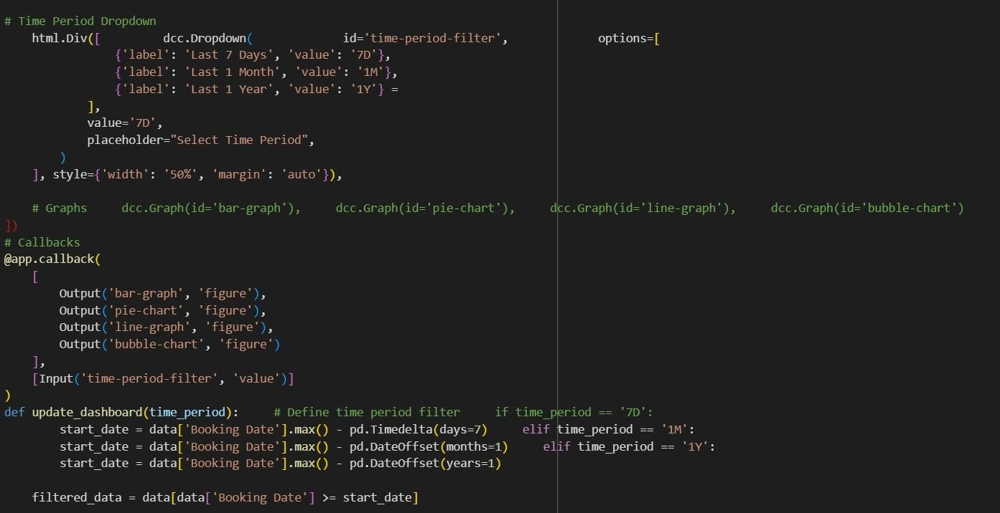 # Time Period Dropdown
    html.Div([         dcc.Dropdown(             id='time-period-filter',             options=[
                {'label': 'Last 7 Days', 'value': '7D'},
                {'label': 'Last 1 Month', 'value': '1M'},
                {'label': 'Last 1 Year', 'value': '1Y'} =
            ],
            value='7D',
            placeholder="Select Time Period",
        )
    ], style={'width': '50%', 'margin': 'auto'}),

    # Graphs     dcc.Graph(id='bar-graph'),     dcc.Graph(id='pie-chart'),     dcc.Graph(id='line-graph'),     dcc.Graph(id='bubble-chart')
])
# Callbacks
@app.callback(
    [
        Output('bar-graph', 'figure'),
        Output('pie-chart', 'figure'),
        Output('line-graph', 'figure'),
        Output('bubble-chart', 'figure')
    ],
    [Input('time-period-filter', 'value')]
)
def update_dashboard(time_period):     # Define time period filter     if time_period == '7D':
        start_date = data['Booking Date'].max() - pd.Timedelta(days=7)     elif time_period == '1M':
        start_date = data['Booking Date'].max() - pd.DateOffset(months=1)     elif time_period == '1Y':
        start_date = data['Booking Date'].max() - pd.DateOffset(years=1)

    filtered_data = data[data['Booking Date'] >= start_date]